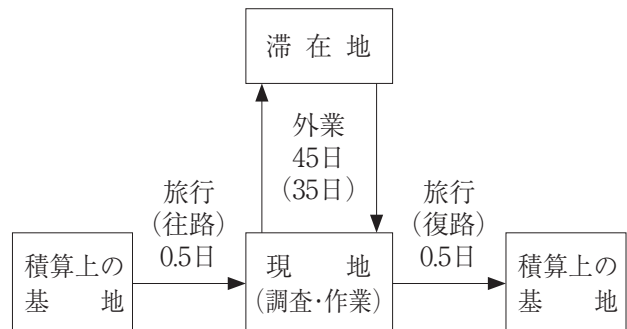 滞 在 地
外業
45日
(35日)
旅行
(往路)
0.5日
旅行
(復路)
0.5日
積算上の
基　　地
現　　地
(調査・作業)
積算上の
基　　地